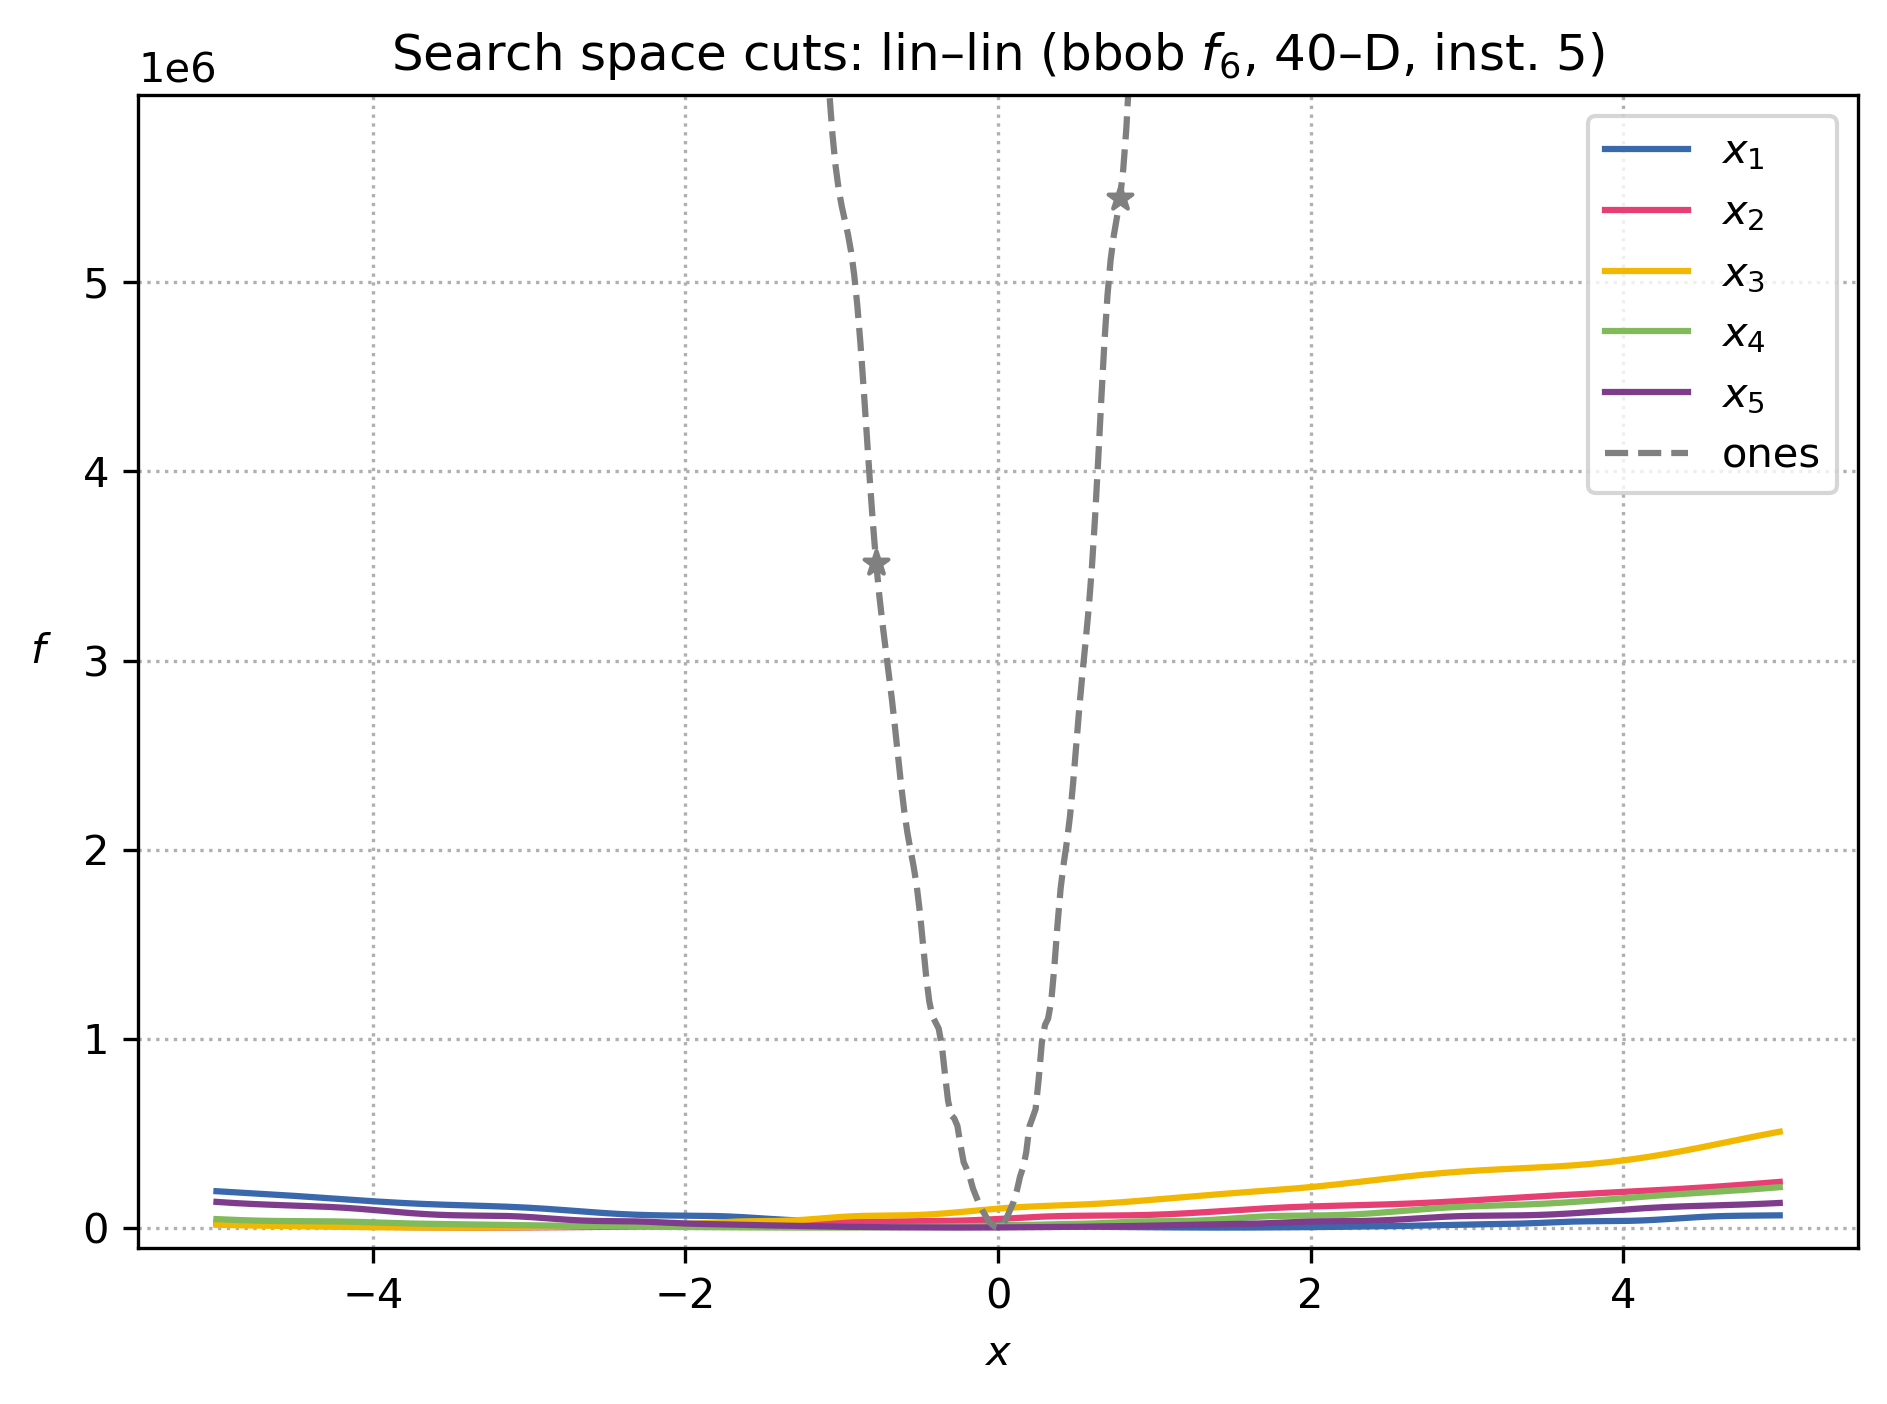 Search space cuts: lin–lin (bbob f₆, 40–D, inst. 5)
1e6
x₁
x₂
x₃
x₄
x₅
ones
5
4
3
2
1
0
f
−4 −2 0 2 4
x